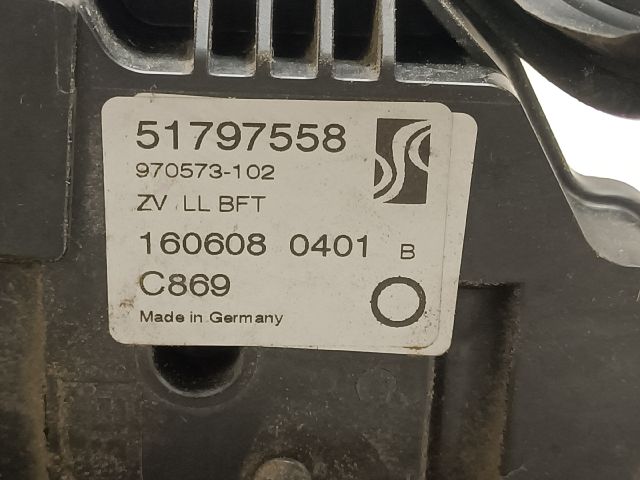 51797558
970573-102
ZV LL BFT
160608 0401 B
C869
Made in Germany